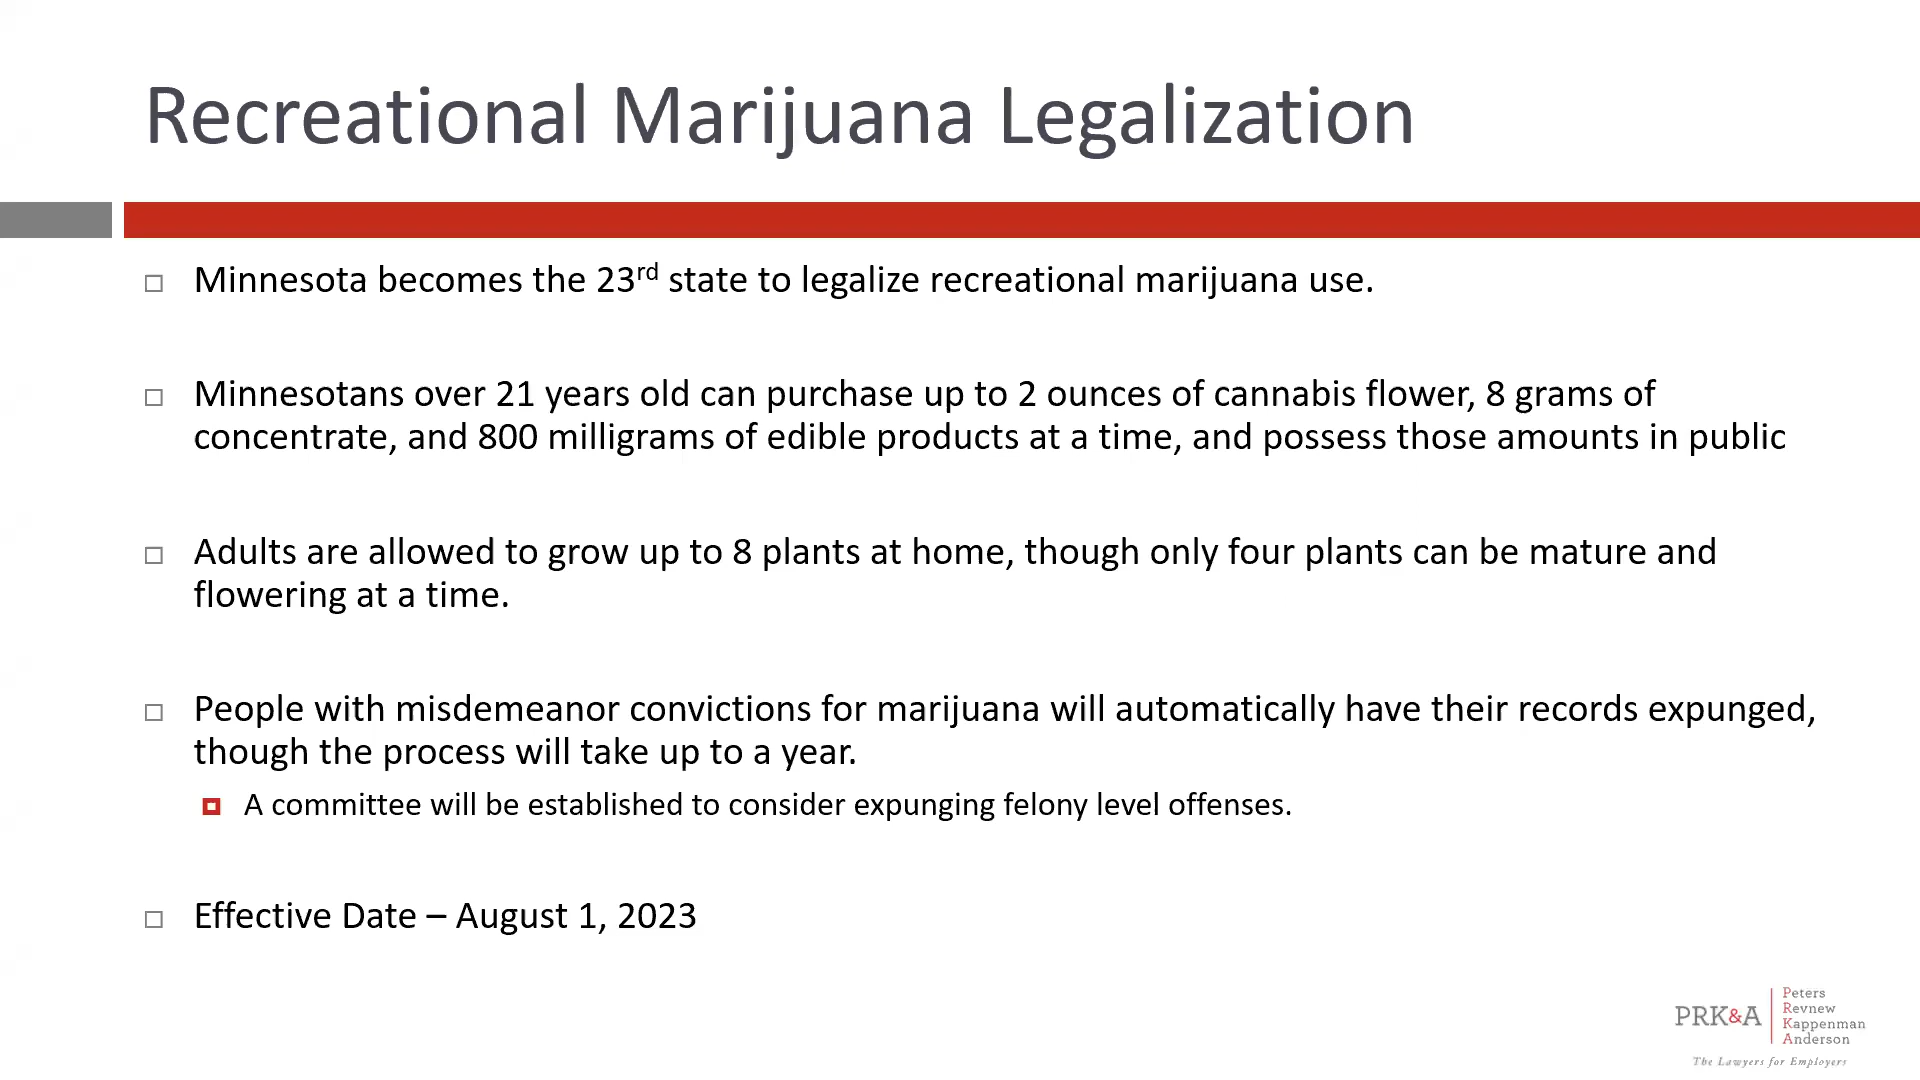 Recreational Marijuana Legalization
Minnesota becomes the 23rd state to legalize recreational marijuana use.
Minnesotans over 21 years old can purchase up to 2 ounces of cannabis flower, 8 grams of
concentrate, and 800 milligrams of edible products at a time, and possess those amounts in public
Adults are allowed to grow up to 8 plants at home, though only four plants can be mature and
flowering at a time.
People with misdemeanor convictions for marijuana will automatically have their records expunged,
though the process will take up to a year.
A committee will be established to consider expunging felony level offenses.
Effective Date – August 1, 2023
PRK&A
Peters
Revnew
Kappenman
Anderson
The Lawyers for Employers